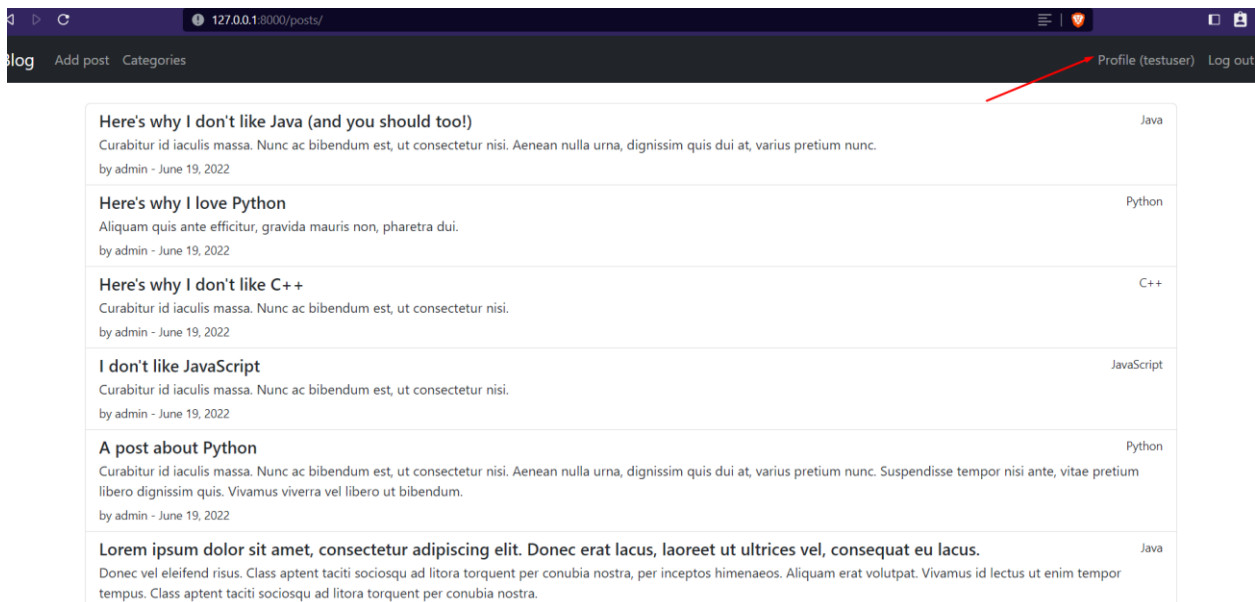 127.0.0.1:8000/posts/
Blog Add post Categories Profile (testuser) Log out
Here's why I don't like Java (and you should too!) Java
Curabitur id iaculis massa. Nunc ac bibendum est, ut consectetur nisi. Aenean nulla urna, dignissim quis dui at, varius pretium nunc.
by admin - June 19, 2022
Here's why I love Python Python
Aliquam quis ante efficitur, gravida mauris non, pharetra dui.
by admin - June 19, 2022
Here's why I don't like C++ C++
Curabitur id iaculis massa. Nunc ac bibendum est, ut consectetur nisi.
by admin - June 19, 2022
I don't like JavaScript JavaScript
Curabitur id iaculis massa. Nunc ac bibendum est, ut consectetur nisi.
by admin - June 19, 2022
A post about Python Python
Curabitur id iaculis massa. Nunc ac bibendum est, ut consectetur nisi. Aenean nulla urna, dignissim quis dui at, varius pretium nunc. Suspendisse tempor nisi ante, vitae pretium
libero dignissim quis. Vivamus viverra vel libero ut bibendum.
by admin - June 19, 2022
Lorem ipsum dolor sit amet, consectetur adipiscing elit. Donec erat lacus, laoreet ut ultrices vel, consequat eu lacus. Java
Donec vel eleifend risus. Class aptent taciti sociosqu ad litora torquent per conubia nostra, per inceptos himenaeos. Aliquam erat volutpat. Vivamus id lectus ut enim tempor
tempus. Class aptent taciti sociosqu ad litora torquent per conubia nostra.